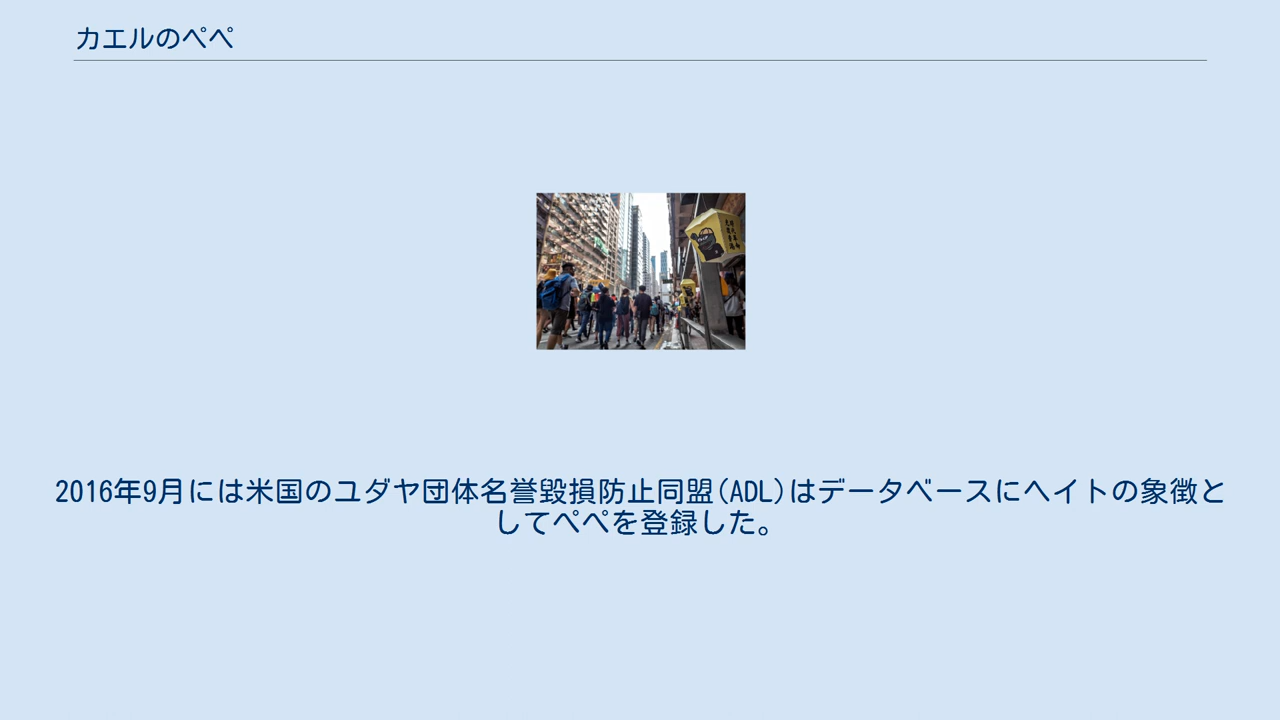 カエルのペペ
2016年9月には米国のユダヤ団体名誉毀損防止同盟(ADL)はデータベースにヘイトの象徴と
してペペを登録した。